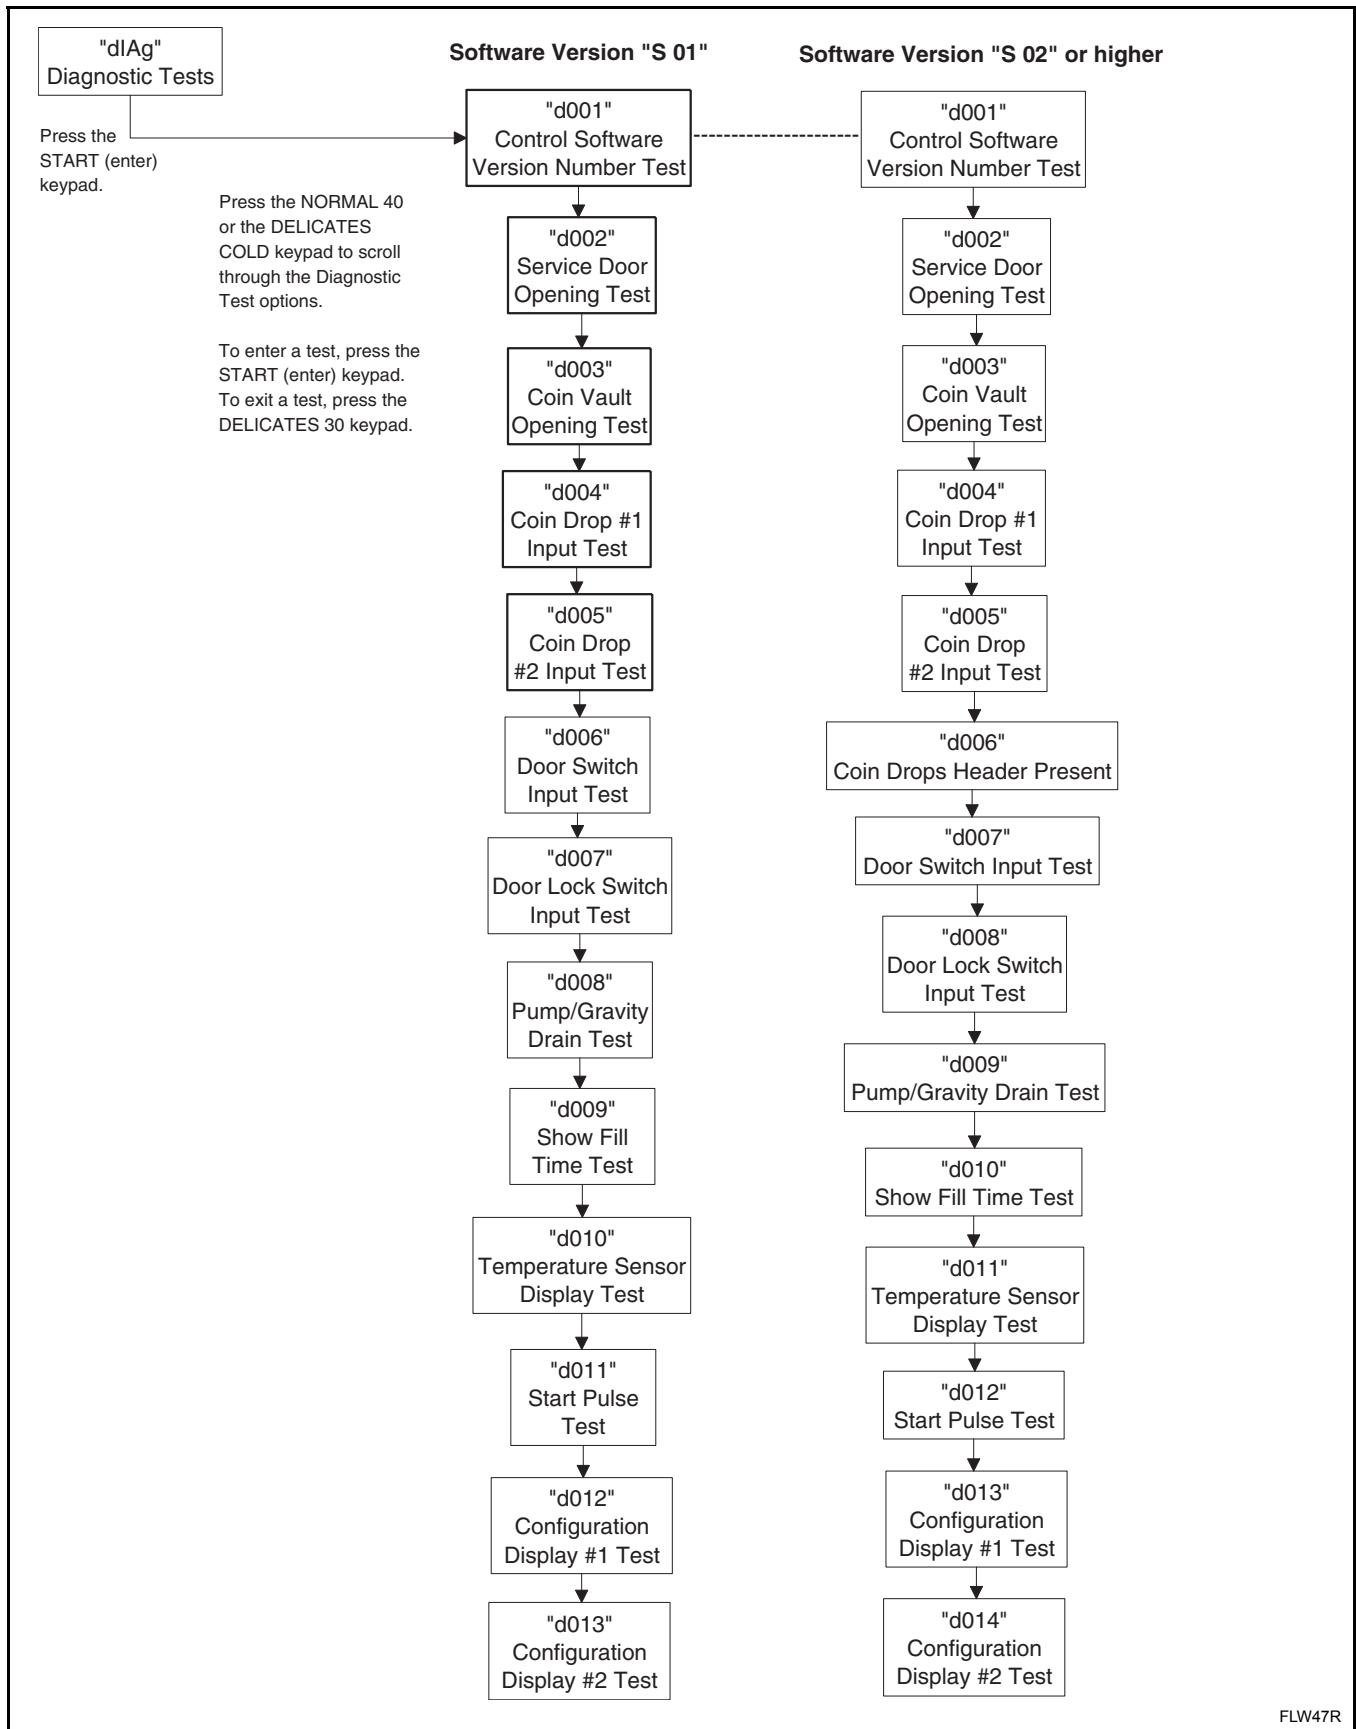 "dIAg"
Diagnostic Tests
Press the
START (enter)
keypad.
Press the NORMAL 40
or the DELICATES
COLD keypad to scroll
through the Diagnostic
Test options.
To enter a test, press the
START (enter) keypad.
To exit a test, press the
DELICATES 30 keypad.
Software Version "S 01"
"d001"
Control Software
Version Number Test
"d002"
Service Door
Opening Test
"d003"
Coin Vault
Opening Test
"d004"
Coin Drop #1
Input Test
"d005"
Coin Drop
#2 Input Test
"d006"
Door Switch
Input Test
"d007"
Door Lock Switch
Input Test
"d008"
Pump/Gravity
Drain Test
"d009"
Show Fill
Time Test
"d010"
Temperature Sensor
Display Test
"d011"
Start Pulse
Test
"d012"
Configuration
Display #1 Test
"d013"
Configuration
Display #2 Test
Software Version "S 02" or higher
"d001"
Control Software
Version Number Test
"d002"
Service Door
Opening Test
"d003"
Coin Vault
Opening Test
"d004"
Coin Drop #1
Input Test
"d005"
Coin Drop
#2 Input Test
"d006"
Coin Drops Header Present
"d007"
Door Switch Input Test
"d008"
Door Lock Switch
Input Test
"d009"
Pump/Gravity Drain Test
"d010"
Show Fill Time Test
"d011"
Temperature Sensor
Display Test
"d012"
Start Pulse Test
"d013"
Configuration
Display #1 Test
"d014"
Configuration
Display #2 Test
FLW47R